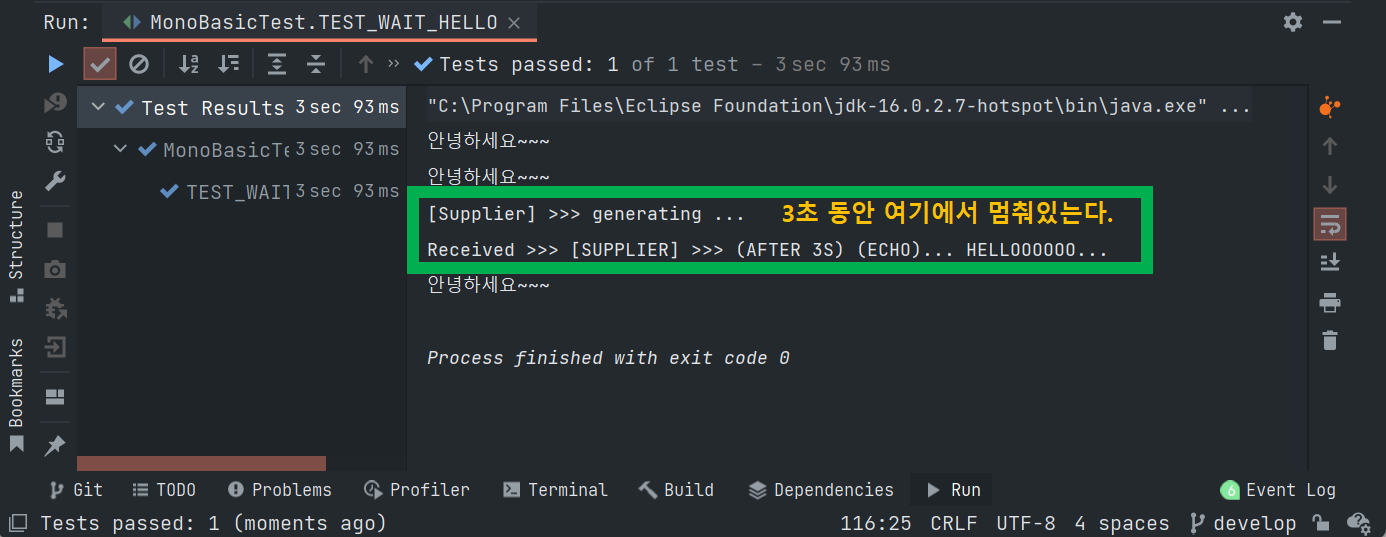 Run: MonoBasicTest.TEST_WAIT_HELLO
Tests passed: 1 of 1 test – 3 sec 93 ms
Test Results 3 sec 93 ms
MonoBasicTe 3 sec 93 ms
TEST_WAIT 3 sec 93 ms
"C:\Program Files\Eclipse Foundation\jdk-16.0.2.7-hotspot\bin\java.exe" ...
안녕하세요~~~
안녕하세요~~~
[Supplier] >>> generating ... 3초 동안 여기에서 멈춰있는다.
Received >>> [SUPPLIER] >>> (AFTER 3S) (ECHO)... HELLOOOOOO...
안녕하세요~~~
Process finished with exit code 0
Structure
Bookmarks
Git TODO Problems Profiler Terminal Build Dependencies Run 6 Event Log
Tests passed: 1 (moments ago) 116:25 CRLF UTF-8 4 spaces develop